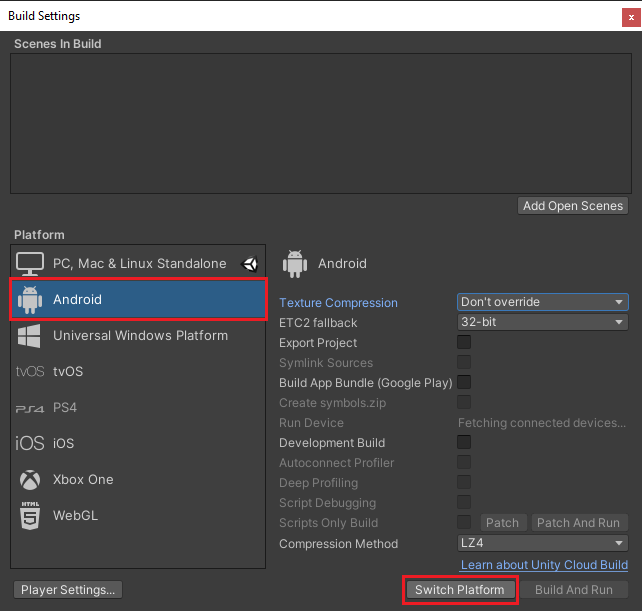 Build Settings
x
Scenes In Build
Add Open Scenes
Platform
PC, Mac & Linux Standalone
Android
Universal Windows Platform
tvOS tvOS
PS4 PS4
iOS iOS
Xbox One
HTML
5
WebGL
Android
Texture Compression Don't override
ETC2 fallback 32-bit
Export Project
Symlink Sources
Build App Bundle (Google Play)
Create symbols.zip
Run Device Fetching connected devices...
Development Build
Autoconnect Profiler
Deep Profiling
Script Debugging
Scripts Only Build Patch Patch And Run
Compression Method LZ4
Learn about Unity Cloud Build
Player Settings... Switch Platform Build And Run